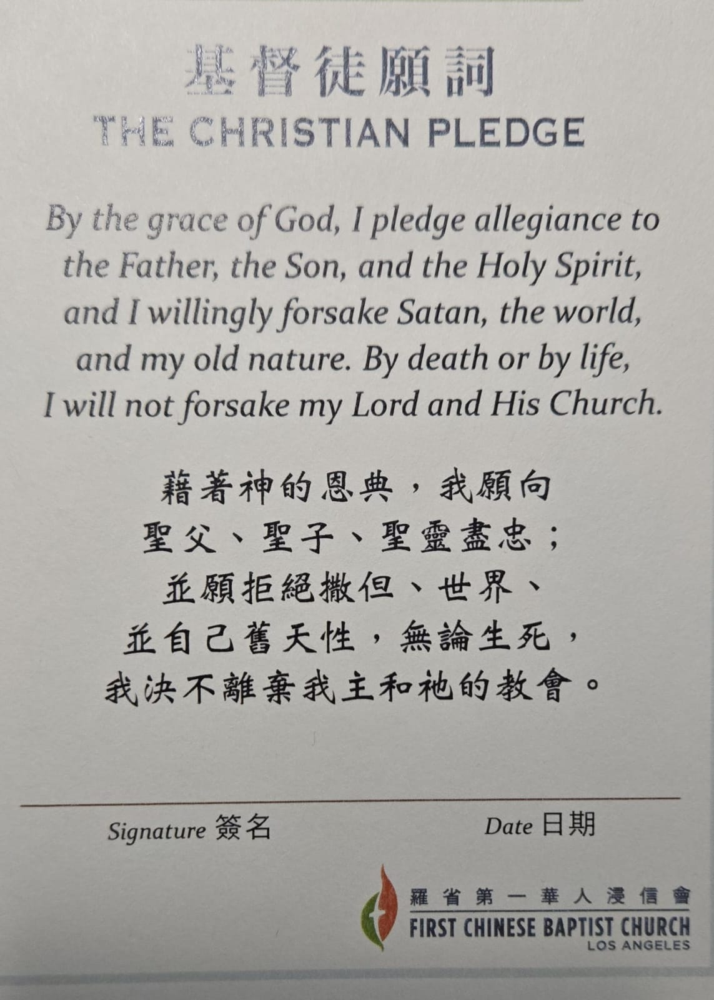 基督徒願詞
THE CHRISTIAN PLEDGE
By the grace of God, I pledge allegiance to
the Father, the Son, and the Holy Spirit,
and I willingly forsake Satan, the world,
and my old nature. By death or by life,
I will not forsake my Lord and His Church.
藉著神的恩典，我願向
聖父、聖子、聖靈盡忠；
並願拒絕撒但、世界、
並自己舊天性，無論生死，
我決不離棄我主和祂的教會。
Signature 簽名
Date 日期
羅省第一華人浸信會
FIRST CHINESE BAPTIST CHURCH
LOS ANGELES